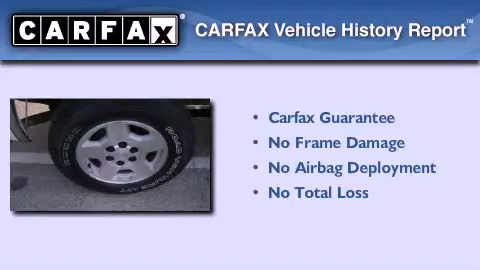 CARFAX®
CARFAX Vehicle History Report™
• Carfax Guarantee
• No Frame Damage
• No Airbag Deployment
• No Total Loss